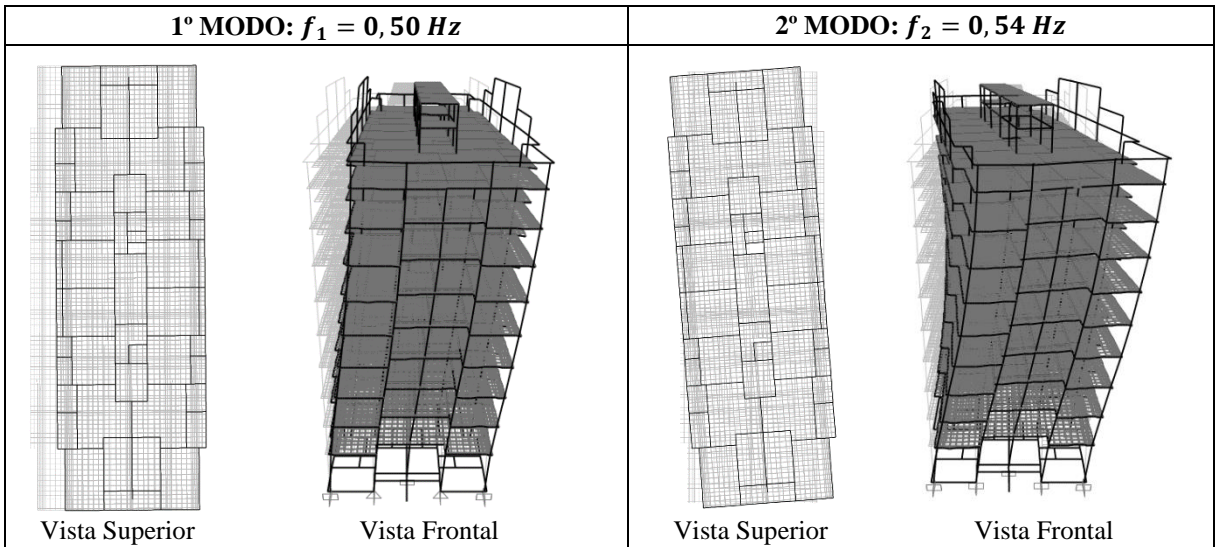 1º MODO: f₁ = 0,50 Hz
2º MODO: f₂ = 0,54 Hz
Vista Superior
Vista Frontal
Vista Superior
Vista Frontal